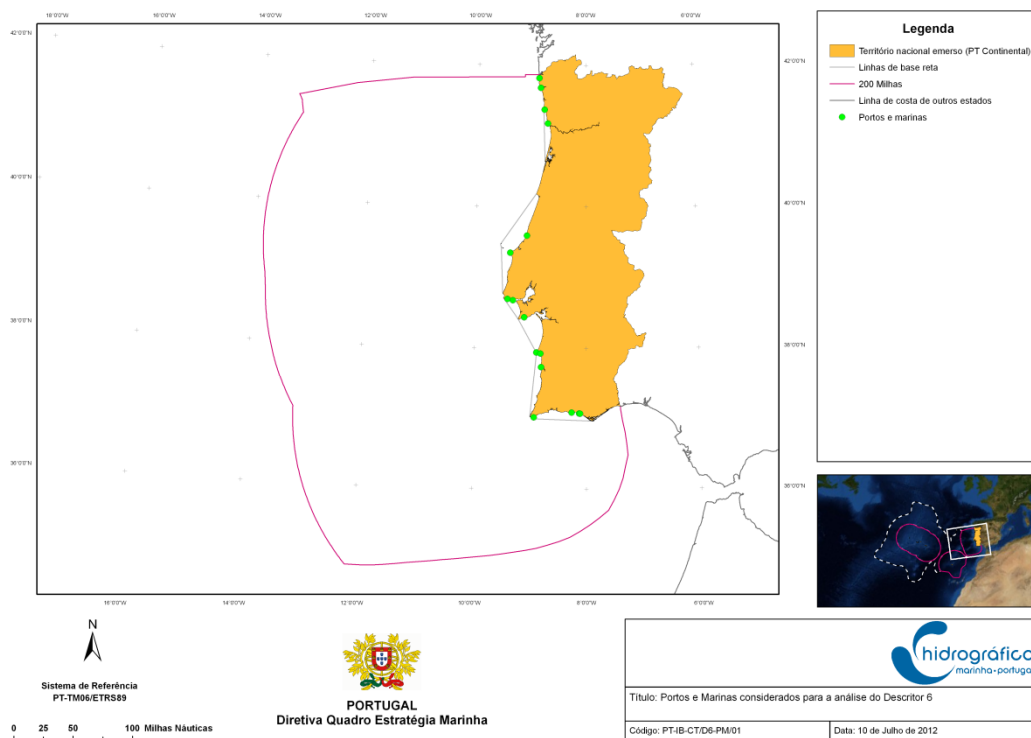 18°0'0"W
16°0'0"W
14°0'0"W
12°0'0"W
10°0'0"W
8°0'0"W
6°0'0"W
42°0'0"N
42°0'0"N
40°0'0"N
40°0'0"N
38°0'0"N
38°0'0"N
36°0'0"N
36°0'0"N
16°0'0"W
14°0'0"W
12°0'0"W
10°0'0"W
8°0'0"W
6°0'0"W
Legenda
Território nacional emerso (PT Continental)
Linhas de base reta
200 Milhas
Linha de costa de outros estados
Portos e marinas
N
Sistema de Referência
PT-TM06/ETRS89
0 25 50 100 Milhas Náuticas
PORTUGAL
Diretiva Quadro Estratégia Marinha
hidrográfico
marinha-portugal
Título: Portos e Marinas considerados para a análise do Descritor 6
Código: PT-IB-CT/D6-PM/01
Data: 10 de Julho de 2012